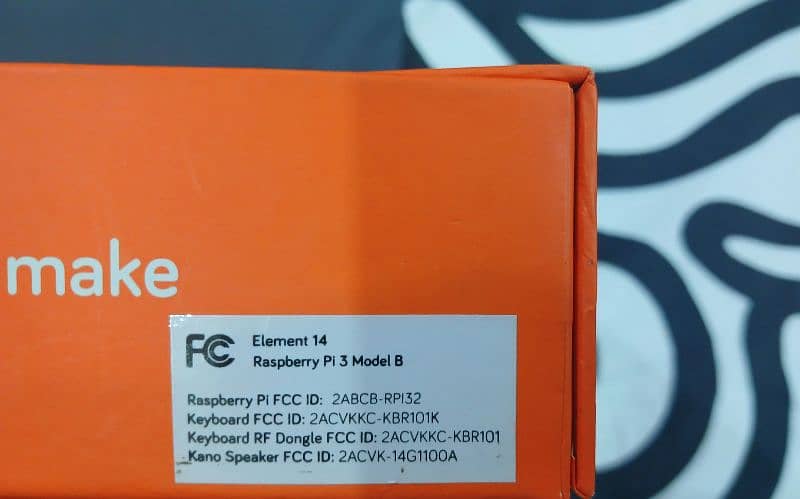 make
FC Element 14
Raspberry Pi 3 Model B
Raspberry Pi FCC ID: 2ABCB-RPI32
Keyboard FCC ID: 2ACVKKC-KBR101K
Keyboard RF Dongle FCC ID: 2ACVKKC-KBR101
Kano Speaker FCC ID: 2ACVK-14G1100A